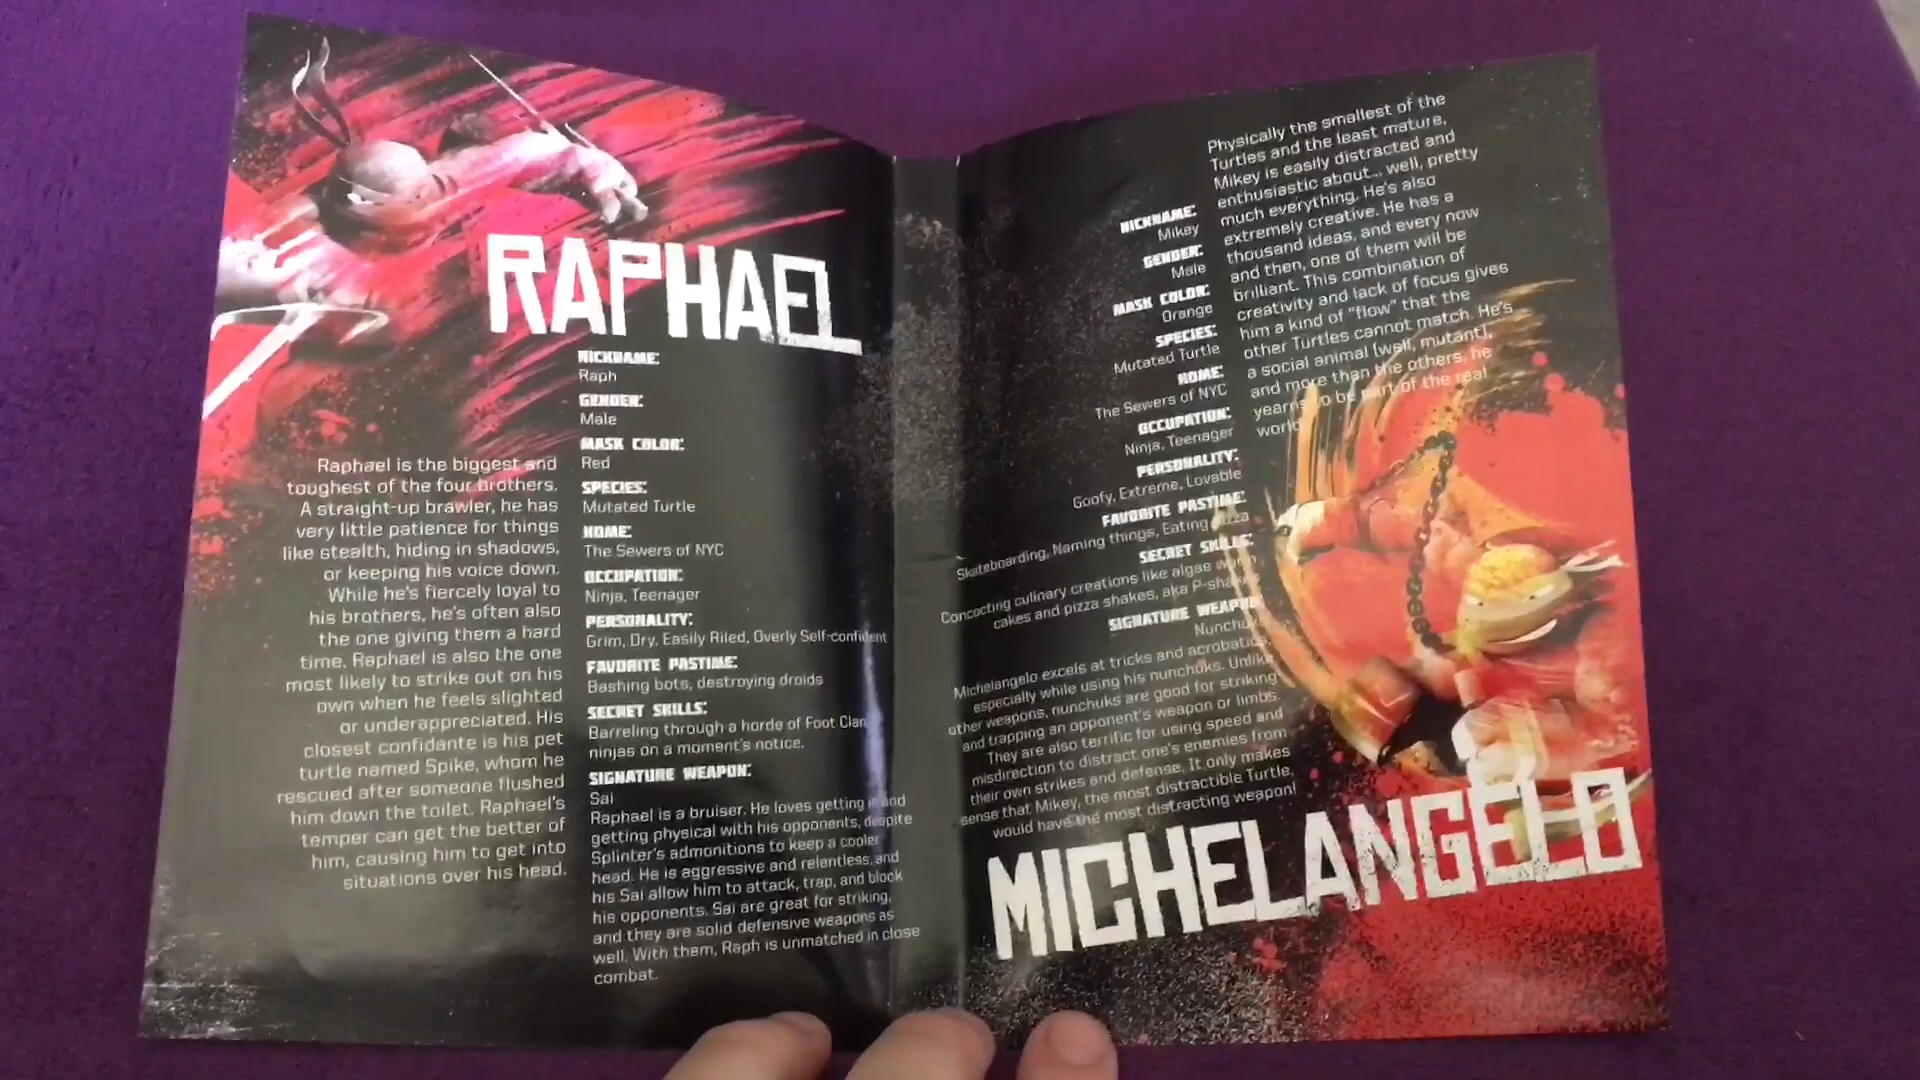 RAPHAEL
Raphael is the biggest and
toughest of the four brothers.
A straight-up brawler, he has
very little patience for things
like stealth, hiding in shadows,
or keeping his voice down.
While he's fiercely loyal to
his brothers, he's often also
the one giving them a hard
time. Raphael is also the one
most likely to strike out on his
own when he feels slighted
or underappreciated. His
closest confidante is his pet
turtle named Spike, whom he
rescued after someone flushed
him down the toilet. Raphael's
temper can get the better of
him, causing him to get into
situations over his head.
NICKNAME:
Raph
GENDER:
Male
MASK COLOR:
Red
SPECIES:
Mutated Turtle
HOME:
The Sewers of NYC
OCCUPATION:
Ninja, Teenager
PERSONALITY:
Grim, Dry, Easily Riled, Overly Self-confident
FAVORITE PASTIME:
Bashing bots, destroying droids
SECRET SKILLS:
Barreling through a horde of Foot Clan
ninjas on a moment's notice.
SIGNATURE WEAPON:
Sai
Raphael is a bruiser. He loves getting in and
getting physical with his opponents, despite
Splinter's admonitions to keep a cooler
head. He is aggressive and relentless, and
his Sai allow him to attack, trap, and block
his opponents. Sai are great for striking,
and they are solid defensive weapons as
well. With them, Raph is unmatched in close
combat.
NICKNAME:
Mikey
GENDER:
Male
MASK COLOR:
Orange
SPECIES:
Mutated Turtle
HOME:
The Sewers of NYC
OCCUPATION:
Ninja, Teenager
PERSONALITY:
Goofy, Extreme, Lovable
FAVORITE PASTIME:
Skateboarding, Naming things, Eating pizza
SECRET SKILLS:
Concocting culinary creations like algae worm
cakes and pizza shakes, aka P-shakes
SIGNATURE WEAPON:
Nunchuks
Michelangelo excels at tricks and acrobatics,
especially while using his nunchuks. Unlike
other weapons, nunchuks are good for striking
and trapping an opponent's weapon or limbs.
They are also terrific for using speed and
misdirection to distract one's enemies from
their own strikes and defense. It only makes
sense that Mikey, the most distractible Turtle,
would have the most distracting weapon!
Physically the smallest of the
Turtles and the least mature,
Mikey is easily distracted and
enthusiastic about... well, pretty
much everything. He's also
extremely creative. He has a
thousand ideas, and every now
and then, one of them will be
brilliant. This combination of
creativity and lack of focus gives
him a kind of "flow" that the
other Turtles cannot match. He's
a social animal (well, mutant),
and more than the others, he
yearns to be part of the real
world.
MICHELANGELO